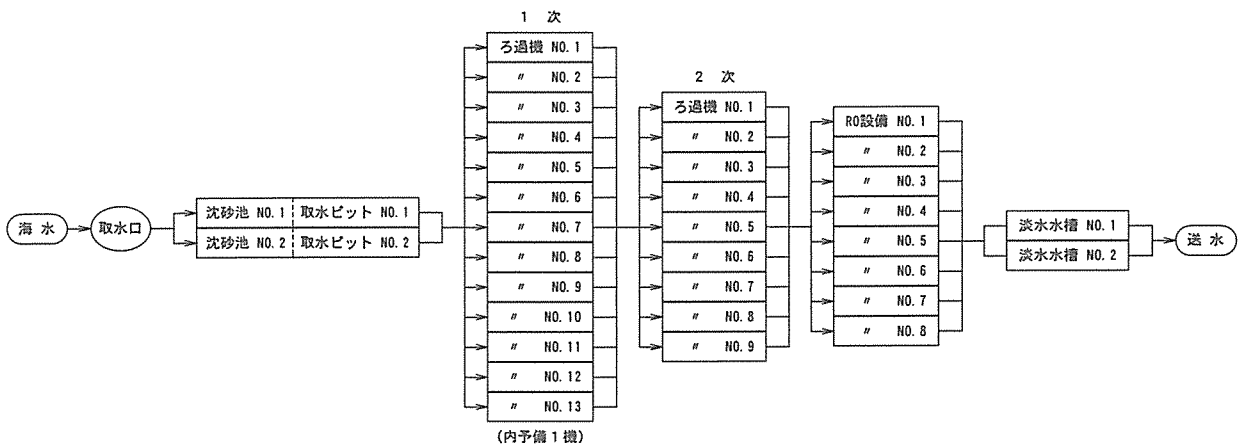 海水
取水口
沈砂池 NO.1 取水ピット NO.1
沈砂池 NO.2 取水ピット NO.2
1 次
ろ過機 NO.1
〃 NO.2
〃 NO.3
〃 NO.4
〃 NO.5
〃 NO.6
〃 NO.7
〃 NO.8
〃 NO.9
〃 NO.10
〃 NO.11
〃 NO.12
〃 NO.13
(内予備1機)
2 次
ろ過機 NO.1
〃 NO.2
〃 NO.3
〃 NO.4
〃 NO.5
〃 NO.6
〃 NO.7
〃 NO.8
〃 NO.9
RO設備 NO.1
〃 NO.2
〃 NO.3
〃 NO.4
〃 NO.5
〃 NO.6
〃 NO.7
〃 NO.8
淡水水槽 NO.1
淡水水槽 NO.2
送水